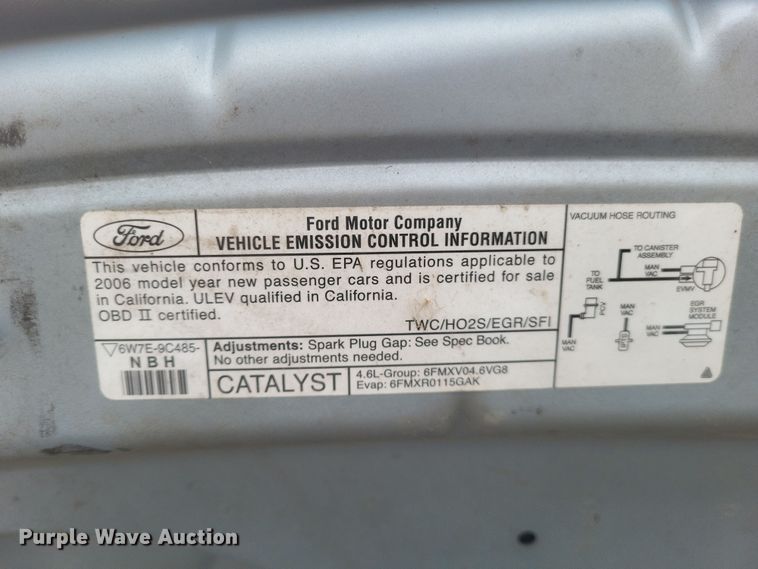 Ford
Ford Motor Company
VEHICLE EMISSION CONTROL INFORMATION
This vehicle conforms to U.S. EPA regulations applicable to
2006 model year new passenger cars and is certified for sale
in California. ULEV qualified in California.
OBD II certified.
TWC/HO2S/EGR/SFI
6W7E-9C485-
NBH
Adjustments: Spark Plug Gap: See Spec Book.
No other adjustments needed.
CATALYST
4.6L-Group: 6FMXV04.6VG8
Evap: 6FMXR0115GAK
VACUUM HOSE ROUTING
TO CANISTER
ASSEMBLY
TO
FUEL
TANK
MAN
VAC
EVMV
PCV
MAN
VAC
MAN
VAC
MAN
VAC
EGR
SYSTEM
MODULE
Purple Wave Auction